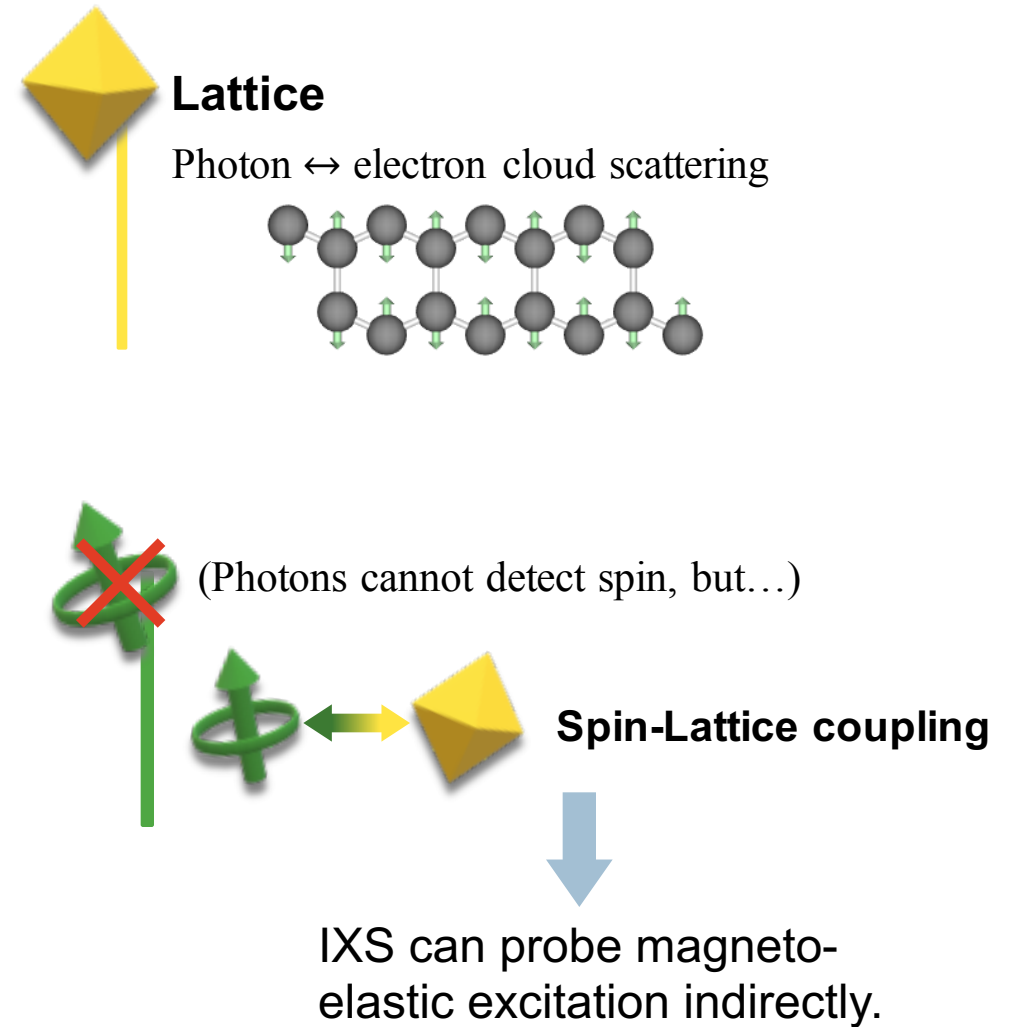 Lattice
Photon ↔ electron cloud scattering
(Photons cannot detect spin, but…)
Spin-Lattice coupling
IXS can probe magneto-
elastic excitation indirectly.